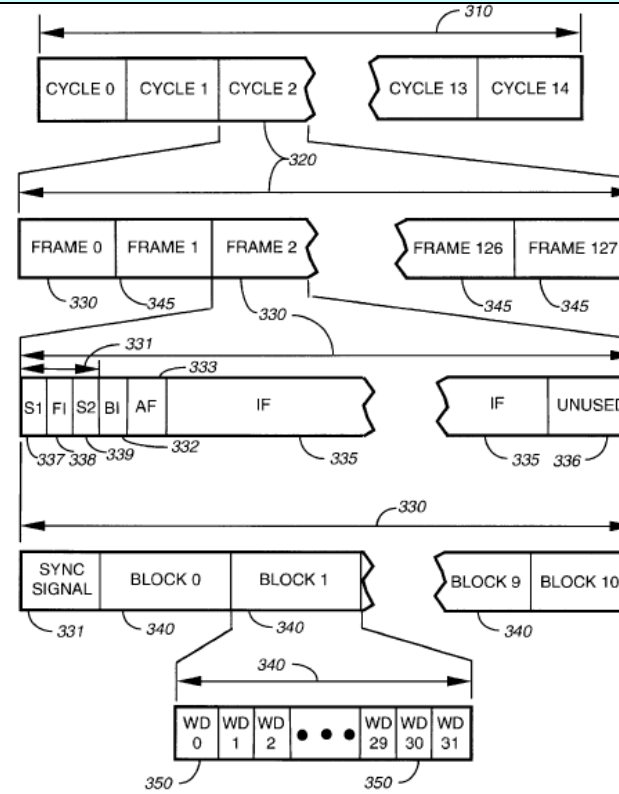 310
CYCLE 0 CYCLE 1 CYCLE 2 CYCLE 13 CYCLE 14
320
FRAME 0 FRAME 1 FRAME 2 FRAME 126 FRAME 127
330 345 330 345 345
331 333
S1 FI S2 BI AF IF IF UNUSED
337 338 339 332 335 335 336
330
SYNC SIGNAL BLOCK 0 BLOCK 1 BLOCK 9 BLOCK 10
331 340 340 340
340
WD 0 WD 1 WD 2 WD 29 WD 30 WD 31
350 350